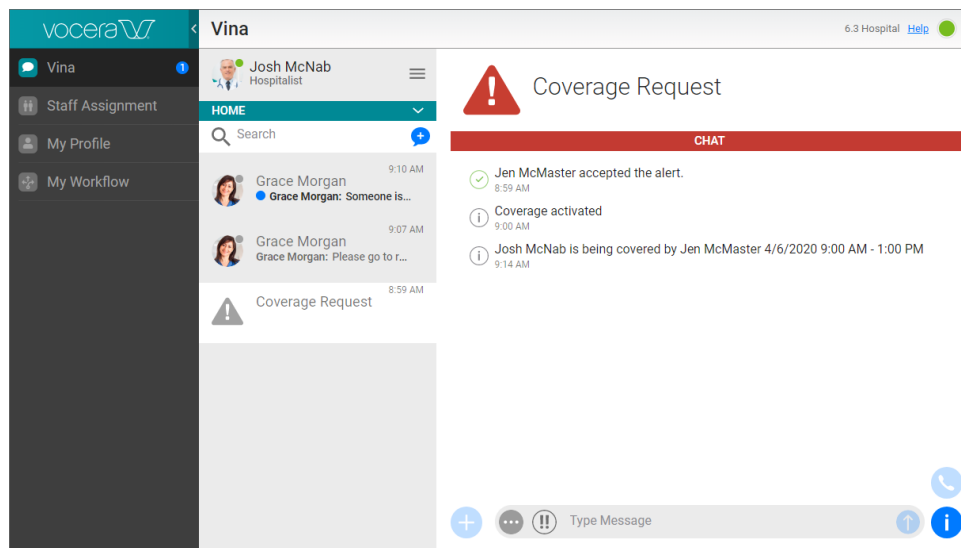 vocera
Vina
6.3 Hospital Help
Vina 1
Staff Assignment
My Profile
My Workflow
Josh McNab
Hospitalist
HOME
Search
9:10 AM
Grace Morgan
Grace Morgan: Someone is...
9:07 AM
Grace Morgan
Grace Morgan: Please go to r...
8:59 AM
Coverage Request
Coverage Request
CHAT
Jen McMaster accepted the alert.
8:59 AM
Coverage activated
9:00 AM
Josh McNab is being covered by Jen McMaster 4/6/2020 9:00 AM - 1:00 PM
9:14 AM
Type Message